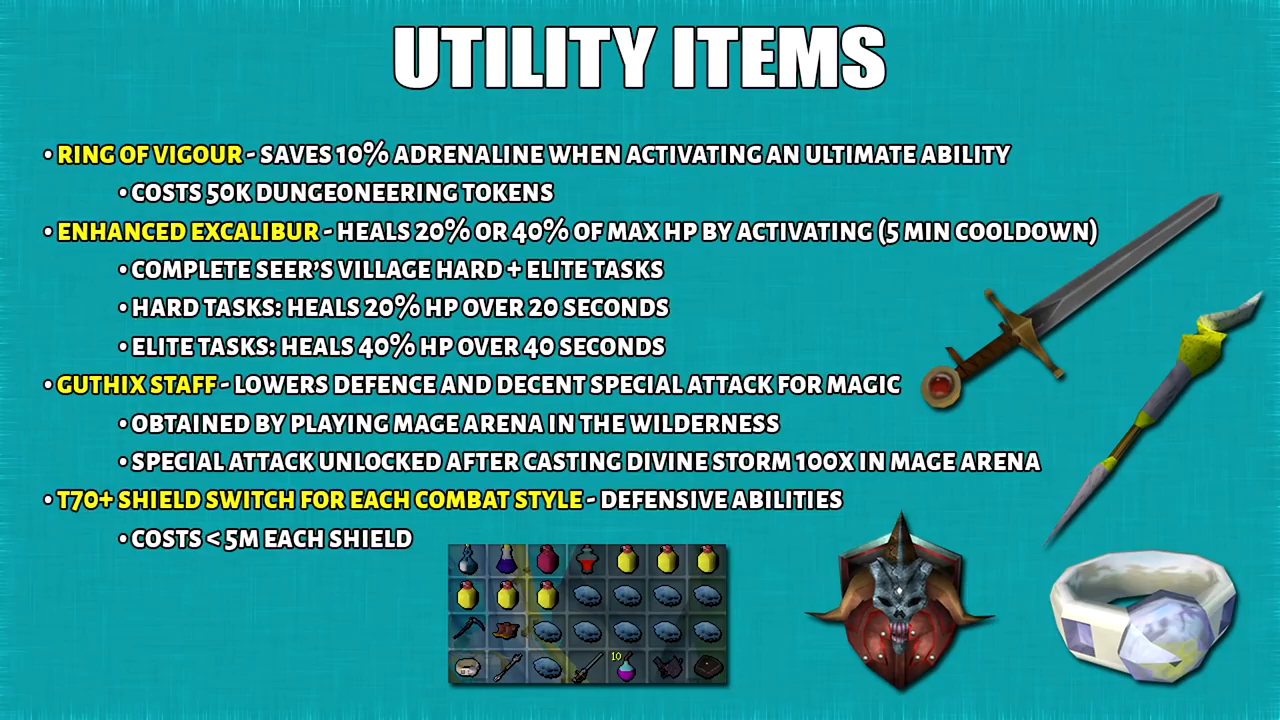 UTILITY ITEMS
• RING OF VIGOUR - SAVES 10% ADRENALINE WHEN ACTIVATING AN ULTIMATE ABILITY
• COSTS 50K DUNGEONEERING TOKENS
• ENHANCED EXCALIBUR - HEALS 20% OR 40% OF MAX HP BY ACTIVATING (5 MIN COOLDOWN)
• COMPLETE SEER'S VILLAGE HARD + ELITE TASKS
• HARD TASKS: HEALS 20% HP OVER 20 SECONDS
• ELITE TASKS: HEALS 40% HP OVER 40 SECONDS
• GUTHIX STAFF - LOWERS DEFENCE AND DECENT SPECIAL ATTACK FOR MAGIC
• OBTAINED BY PLAYING MAGE ARENA IN THE WILDERNESS
• SPECIAL ATTACK UNLOCKED AFTER CASTING DIVINE STORM 100X IN MAGE ARENA
• T70+ SHIELD SWITCH FOR EACH COMBAT STYLE - DEFENSIVE ABILITIES
• COSTS < 5M EACH SHIELD
10